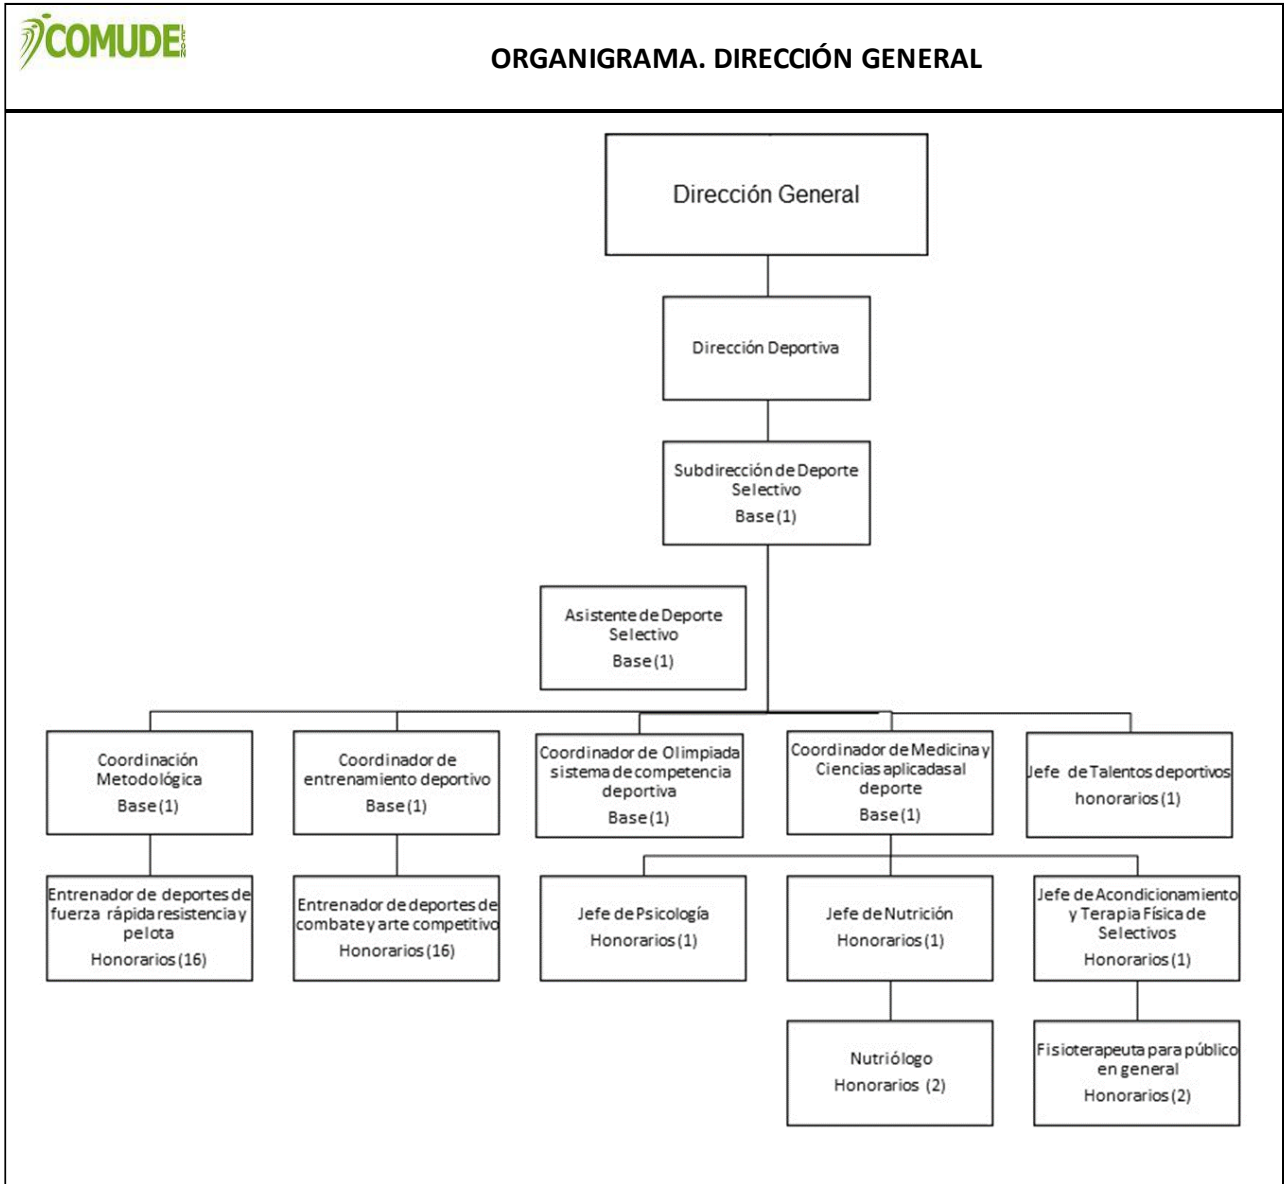 COMUDE
LEON
ORGANIGRAMA. DIRECCIÓN GENERAL
Dirección General
Dirección Deportiva
Subdirección de Deporte
Selectivo
Base (1)
Asistente de Deporte
Selectivo
Base (1)
Coordinación
Metodológica
Base (1)
Coordinador de
entrenamiento deportivo
Base (1)
Coordinador de Olimpiada
sistema de competencia
deportiva
Base (1)
Coordinador de Medicina y
Ciencias aplicadas al
deporte
Base (1)
Jefe de Talentos deportivos
honorarios (1)
Entrenador de deportes de
fuerza rápida resistencia y
pelota
Honorarios (16)
Entrenador de deportes de
combate y arte competitivo
Honorarios (16)
Jefe de Psicología
Honorarios (1)
Jefe de Nutrición
Honorarios (1)
Jefe de Acondicionamiento
y Terapia Física de
Selectivos
Honorarios (1)
Nutriólogo
Honorarios (2)
Fisioterapeuta para público
en general
Honorarios (2)